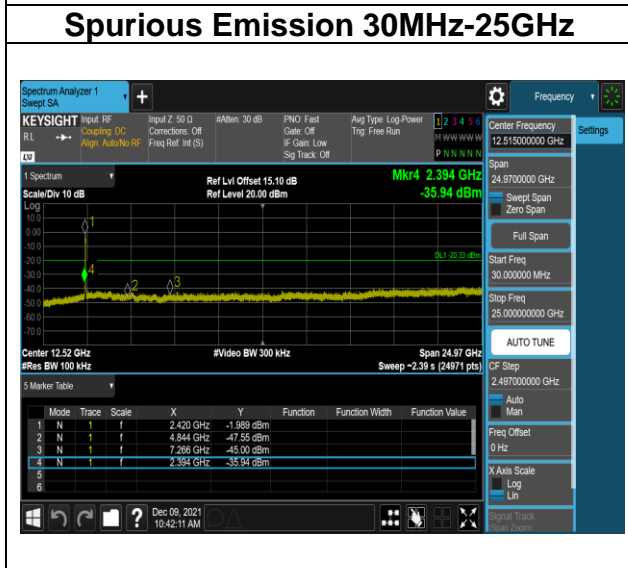 Spurious Emission 30MHz-25GHz
Spectrum Analyzer 1
Swept SA
KEYSIGHT
RL
Input: RF
Coupling: DC
Align: Auto/No RF
Input Z: 50 Ω
Corrections: Off
Freq Ref: Int (S)
#Atten: 30 dB
PNO: Fast
Gate: Off
IF Gain: Low
Sig Track: Off
Avg Type: Log-Power
Trig: Free Run
1 2 3 4 5 6
M W W W W W
P N N N N N
1 Spectrum
Scale/Div 10 dB
Ref Lvl Offset 15.10 dB
Ref Level 20.00 dBm
Mkr4 2.394 GHz
-35.94 dBm
Log
10.0
0.00
-10.0
-20.0
-30.0
-40.0
-50.0
-60.0
-70.0
1
4
2
3
DL1 -20.33 dBm
Center 12.52 GHz
#Res BW 100 kHz
#Video BW 300 kHz
Span 24.97 GHz
Sweep ~2.39 s (24971 pts)
5 Marker Table
Mode Trace Scale X Y Function Function Width Function Value
1 N 1 f 2.420 GHz -1.989 dBm
2 N 1 f 4.844 GHz -47.55 dBm
3 N 1 f 7.266 GHz -45.00 dBm
4 N 1 f 2.394 GHz -35.94 dBm
5
6
Dec 09, 2021
10:42:11 AM
Frequency
Settings
Center Frequency
12.515000000 GHz
Span
24.9700000 GHz
Swept Span
Zero Span
Full Span
Start Freq
30.000000 MHz
Stop Freq
25.000000000 GHz
AUTO TUNE
CF Step
2.497000000 GHz
Auto
Man
Freq Offset
0 Hz
X Axis Scale
Log
Lin
Signal Track
(Span Zoom)